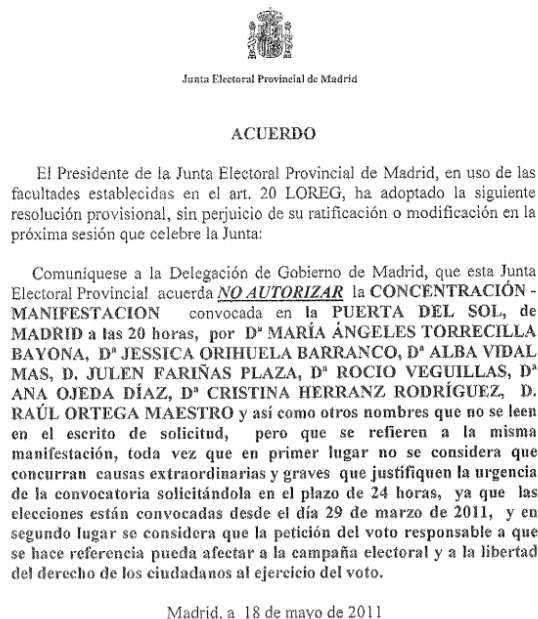 Junta Electoral Provincial de Madrid
ACUERDO
El Presidente de la Junta Electoral Provincial de Madrid, en uso de las
facultades establecidas en el art. 20 LOREG, ha adoptado la siguiente
resolución provisional, sin perjuicio de su ratificación o modificación en la
próxima sesión que celebre la Junta:
Comuníquese a la Delegación de Gobierno de Madrid, que esta Junta
Electoral Provincial acuerda NO AUTORIZAR la CONCENTRACIÓN -
MANIFESTACION convocada en la PUERTA DEL SOL, de
MADRID a las 20 horas, por Dª MARÍA ÁNGELES TORRECILLA
BAYONA, Dª JESSICA ORIHUELA BARRANCO, Dª ALBA VIDAL
MAS, D. JULEN FARIÑAS PLAZA, Dª ROCIO VEGUILLAS, Dª
ANA OJEDA DÍAZ, Dª CRISTINA HERRANZ RODRÍGUEZ, D.
RAÚL ORTEGA MAESTRO y así como otros nombres que no se leen
en el escrito de solicitud, pero que se refieren a la misma
manifestación, toda vez que en primer lugar no se considera que
concurran causas extraordinarias y graves que justifiquen la urgencia
de la convocatoria solicitándola en el plazo de 24 horas, ya que las
elecciones están convocadas desde el día 29 de marzo de 2011, y en
segundo lugar se considera que la petición del voto responsable a que
se hace referencia pueda afectar a la campaña electoral y a la libertad
del derecho de los ciudadanos al ejercicio del voto.
Madrid, a 18 de mayo de 2011